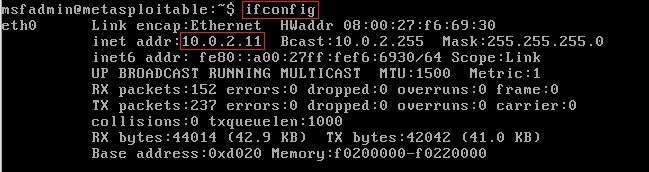 msfadmin@metasploitable:~$ ifconfig
eth0 Link encap:Ethernet HWaddr 08:00:27:f6:69:30
inet addr:10.0.2.11 Bcast:10.0.2.255 Mask:255.255.255.0
inet6 addr: fe80::a00:27ff:fef6:6930/64 Scope:Link
UP BROADCAST RUNNING MULTICAST MTU:1500 Metric:1
RX packets:152 errors:0 dropped:0 overruns:0 frame:0
TX packets:237 errors:0 dropped:0 overruns:0 carrier:0
collisions:0 txqueuelen:1000
RX bytes:44014 (42.9 KB) TX bytes:42042 (41.0 KB)
Base address:0xd020 Memory:f0200000-f0220000